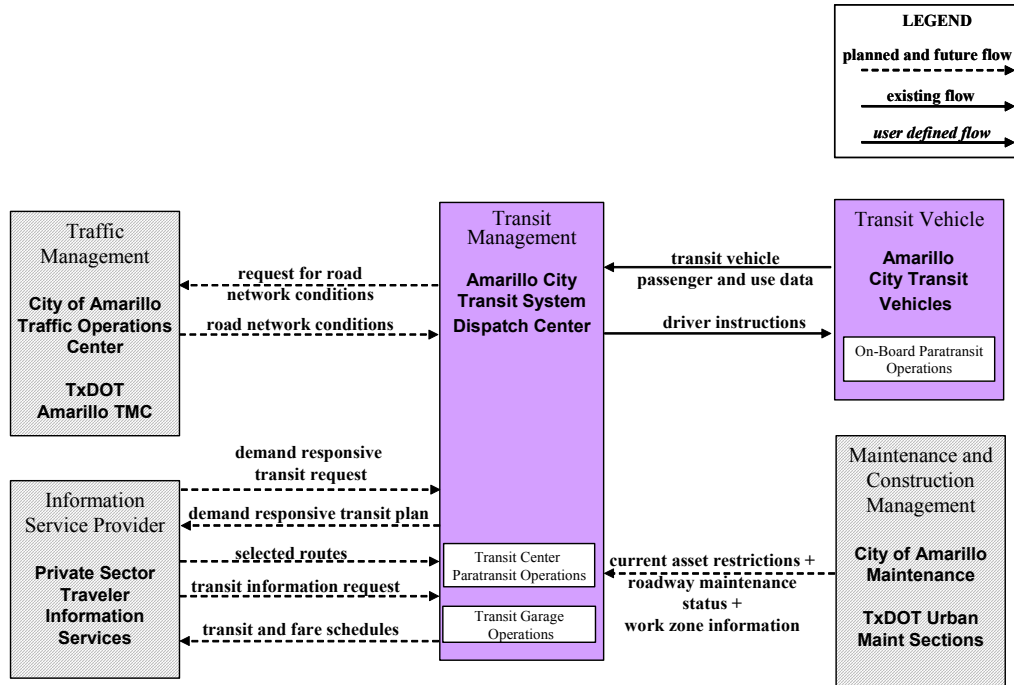 LEGEND
planned and future flow
existing flow
user defined flow
Traffic
Management
City of Amarillo
Traffic Operations
Center
TxDOT
Amarillo TMC
request for road
network conditions
road network conditions
Transit
Management
Amarillo City
Transit System
Dispatch Center
transit vehicle
passenger and use data
driver instructions
Transit Vehicle
Amarillo
City Transit
Vehicles
On-Board Paratransit
Operations
Information
Service Provider
Private Sector
Traveler
Information
Services
demand responsive
transit request
demand responsive transit plan
selected routes
transit information request
transit and fare schedules
Transit Center
Paratransit Operations
Transit Garage
Operations
current asset restrictions +
roadway maintenance
status +
work zone information
Maintenance and
Construction
Management
City of Amarillo
Maintenance
TxDOT Urban
Maint Sections